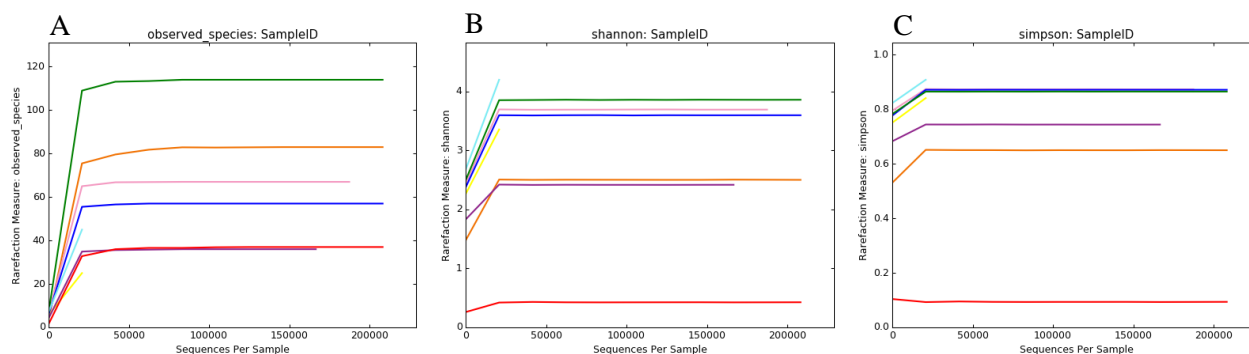 A
observed_species: SampleID
Rarefaction Measure: observed_species
120
100
80
60
40
20
0
0
50000
100000
150000
200000
Sequences Per Sample
B
shannon: SampleID
Rarefaction Measure: shannon
4
3
2
1
0
0
50000
100000
150000
200000
Sequences Per Sample
C
simpson: SampleID
Rarefaction Measure: simpson
1.0
0.8
0.6
0.4
0.2
0.0
0
50000
100000
150000
200000
Sequences Per Sample